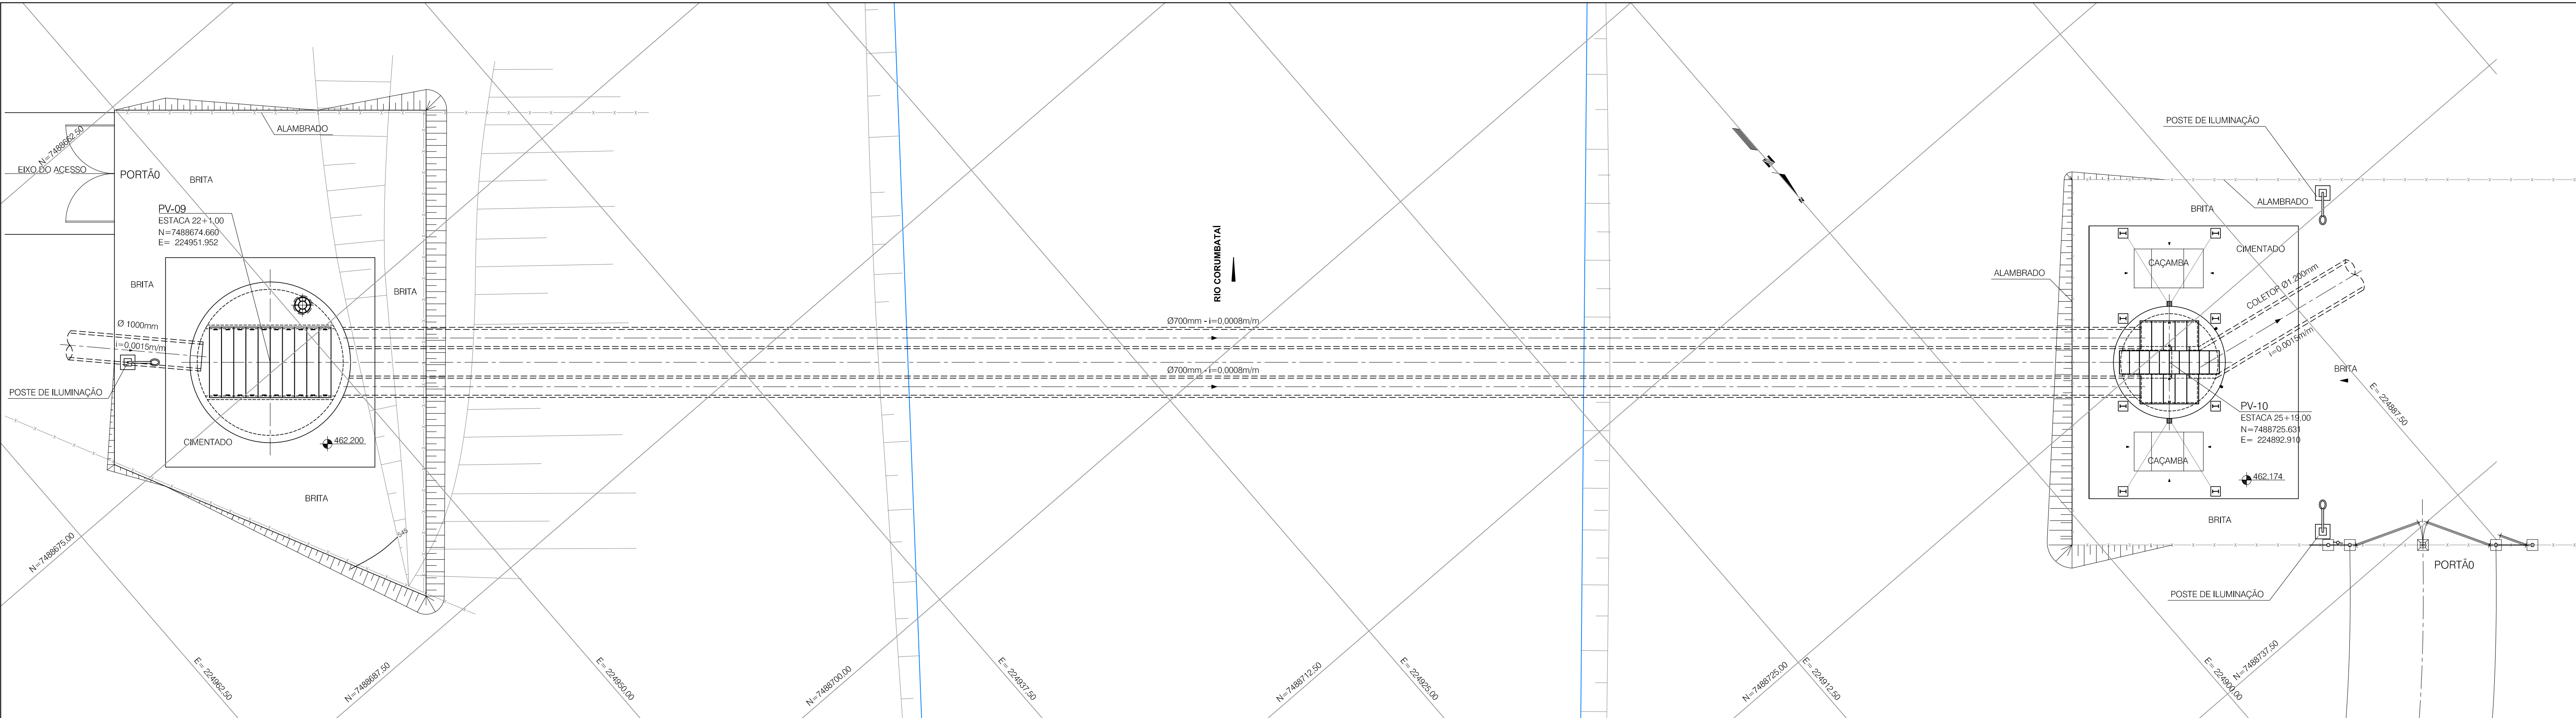 N=7488662.50
EIXO DO ACESSO
PORTÃ0
BRITA
ALAMBRADO
PV-09
ESTACA 22+1,00
N=7488674.660
E= 224951.952
BRITA
BRITA
Ø 1000mm
i=0,0015m/m
POSTE DE ILUMINAÇÃO
CIMENTADO
462.200
BRITA
545
N=7488675.00
E= 224962.50
N=7488687.50
E= 224950.00
RIO CORUMBATAÍ
Ø700mm - i=0,0008m/m
Ø700mm - i=0,0008m/m
N=7488700.00
E= 224937.50
N=7488712.50
E= 224925.00
N
N
N=7488725.00
E= 224912.50
POSTE DE ILUMINAÇÃO
ALAMBRADO
BRITA
CIMENTADO
CAÇAMBA
ALAMBRADO
COLETOR Ø1.200mm
i=0,0015m/m
BRITA
E= 224887.50
PV-10
ESTACA 25+19,00
N=7488725.631
E= 224892.910
CAÇAMBA
462.174
BRITA
PORTÃ0
POSTE DE ILUMINAÇÃO
E= 224900.00
N=7488737.50